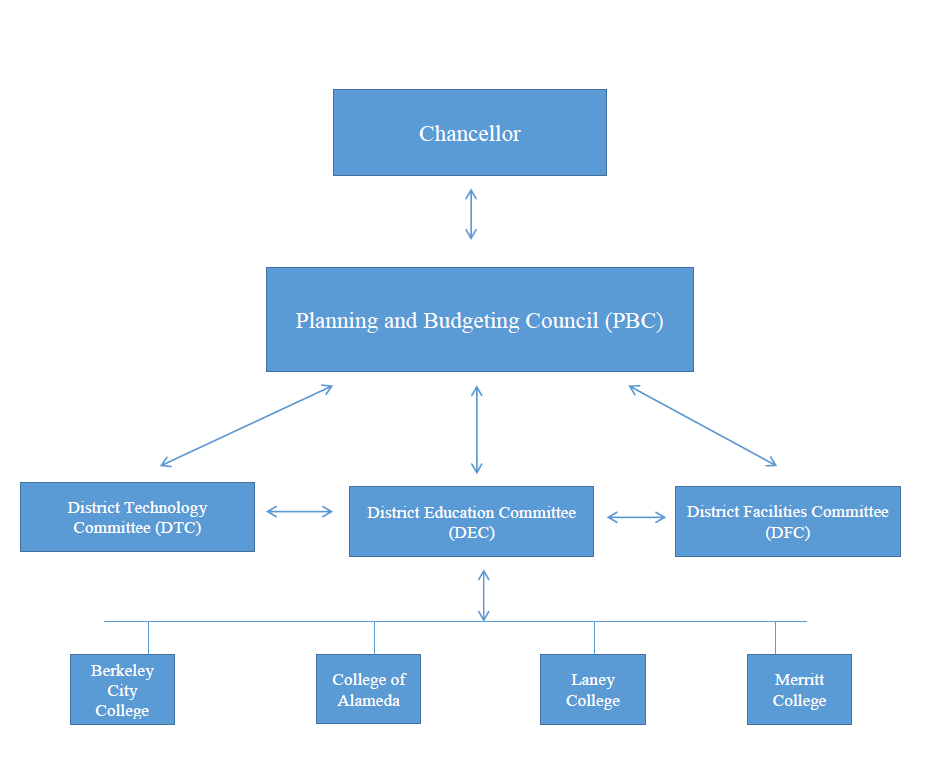 Chancellor
Planning and Budgeting Council (PBC)
District Technology
Committee (DTC)
District Education Committee
(DEC)
District Facilities Committee
(DFC)
Berkeley
City
College
College of
Alameda
Laney
College
Merritt
College